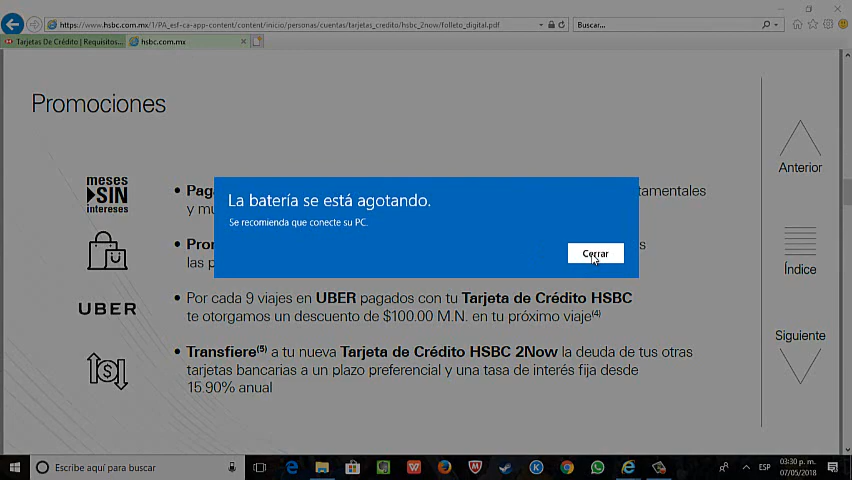 https://www.hsbc.com.mx/1/PA_esf-ca-app-content/content/inicio/personas/cuentas/tarjetas_credito/hsbc_2now/folleto_digital.pdf
Buscar...
Tarjetas De Crédito | Requisitos...
hsbc.com.mx
Promociones
meses
SIN
intereses
• Pag
tamentales
y mu
La batería se está agotando.
Se recomienda que conecte su PC.
Cerrar
• Pro
s
las p
UBER
• Por cada 9 viajes en UBER pagados con tu Tarjeta de Crédito HSBC
te otorgamos un descuento de $100.00 M.N. en tu próximo viaje(4)
• Transfiere(5) a tu nueva Tarjeta de Crédito HSBC 2Now la deuda de tus otras
tarjetas bancarias a un plazo preferencial y una tasa de interés fija desde
15.90% anual
Anterior
Índice
Siguiente
Escribe aquí para buscar
ESP
03:30 p. m.
07/05/2018